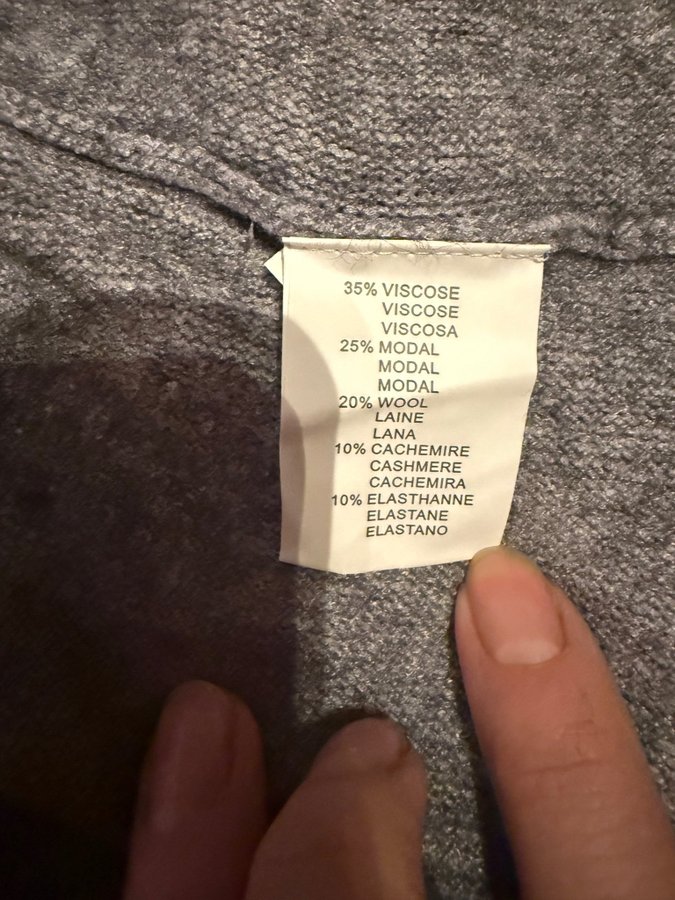 35% VISCOSE
VISCOSE
VISCOSA
25% MODAL
MODAL
MODAL
20% WOOL
LAINE
LANA
10% CACHEMIRE
CASHMERE
CACHEMIRA
10% ELASTHANNE
ELASTANE
ELASTANO